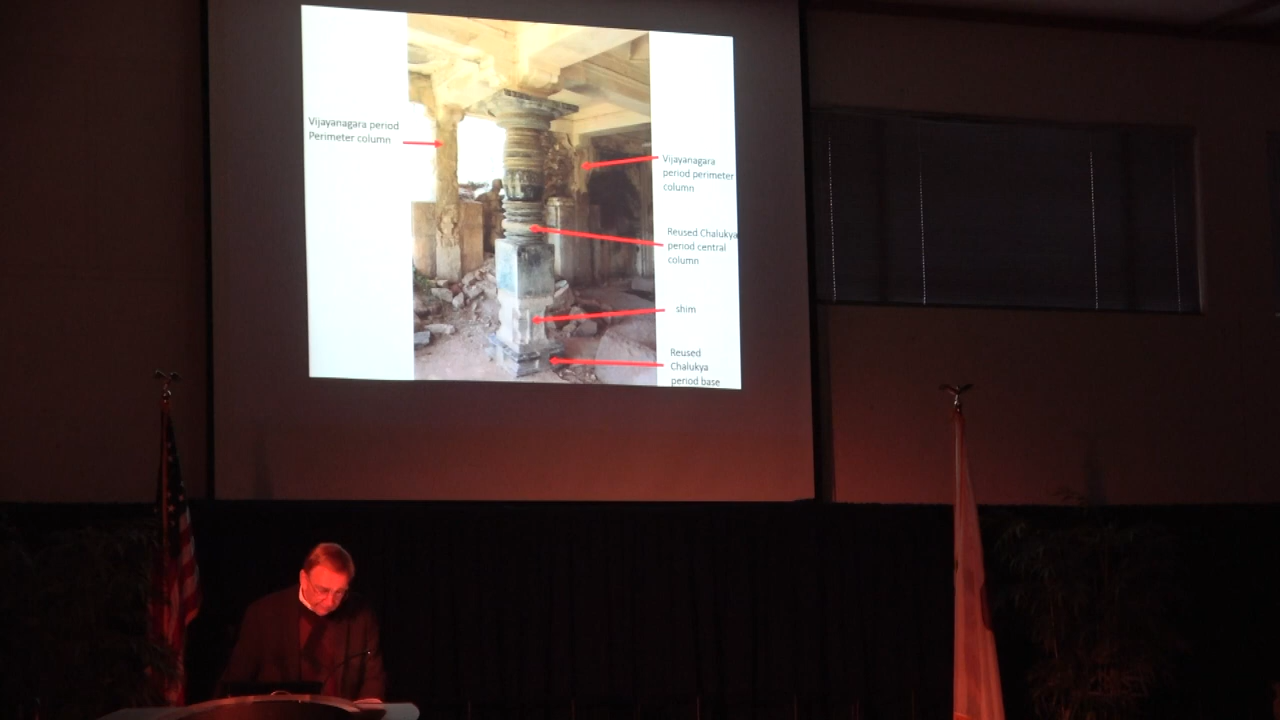 Vijayanagara period
Perimeter column
Vijayanagara
period perimeter
column
Reused Chalukya
period central
column
shim
Reused
Chalukya
period base